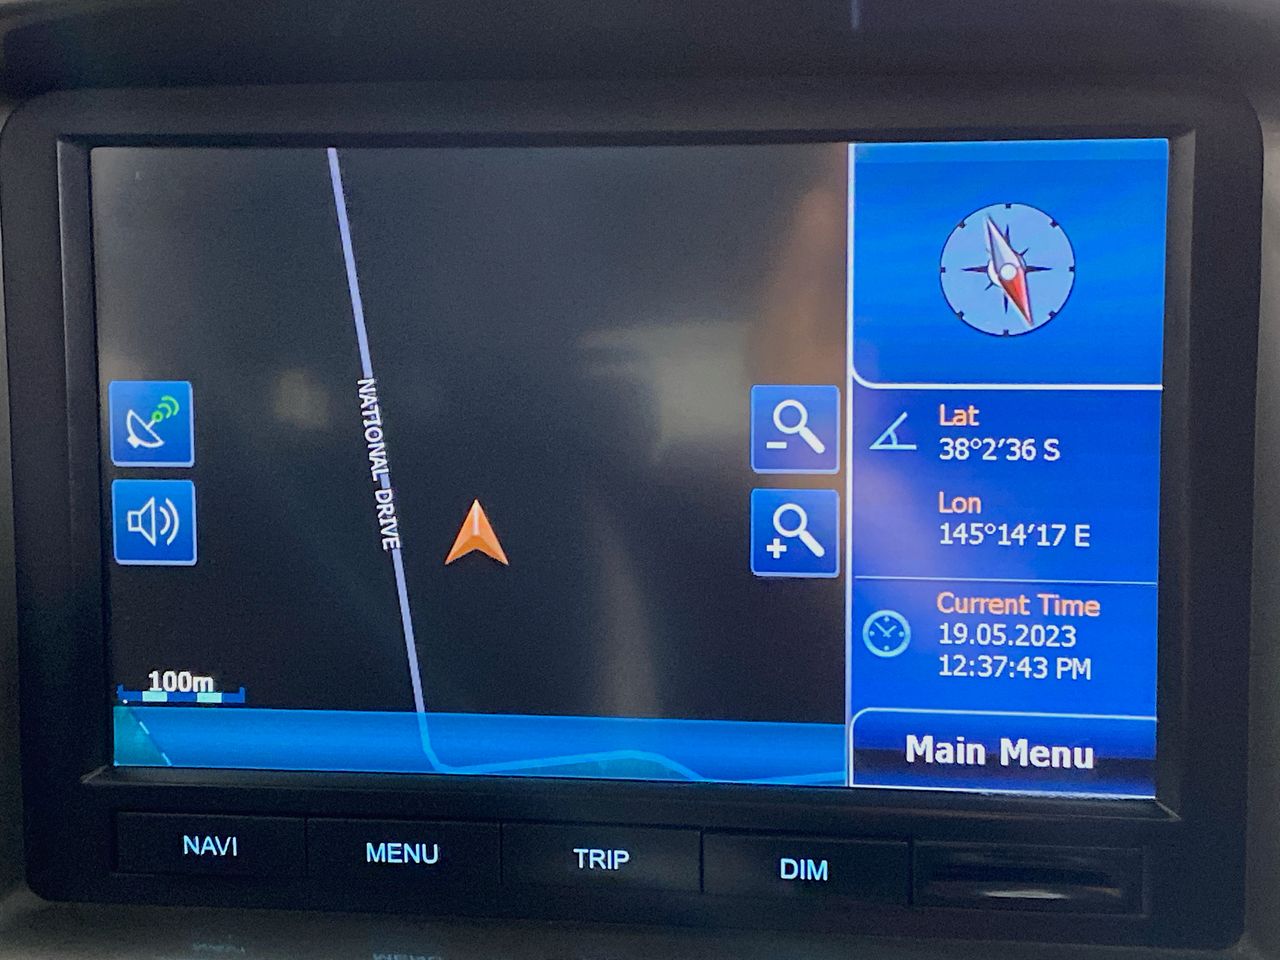 NATIONAL DRIVE
100m
Lat
38°2'36 S
Lon
145°14'17 E
Current Time
19.05.2023
12:37:43 PM
Main Menu
NAVI
MENU
TRIP
DIM